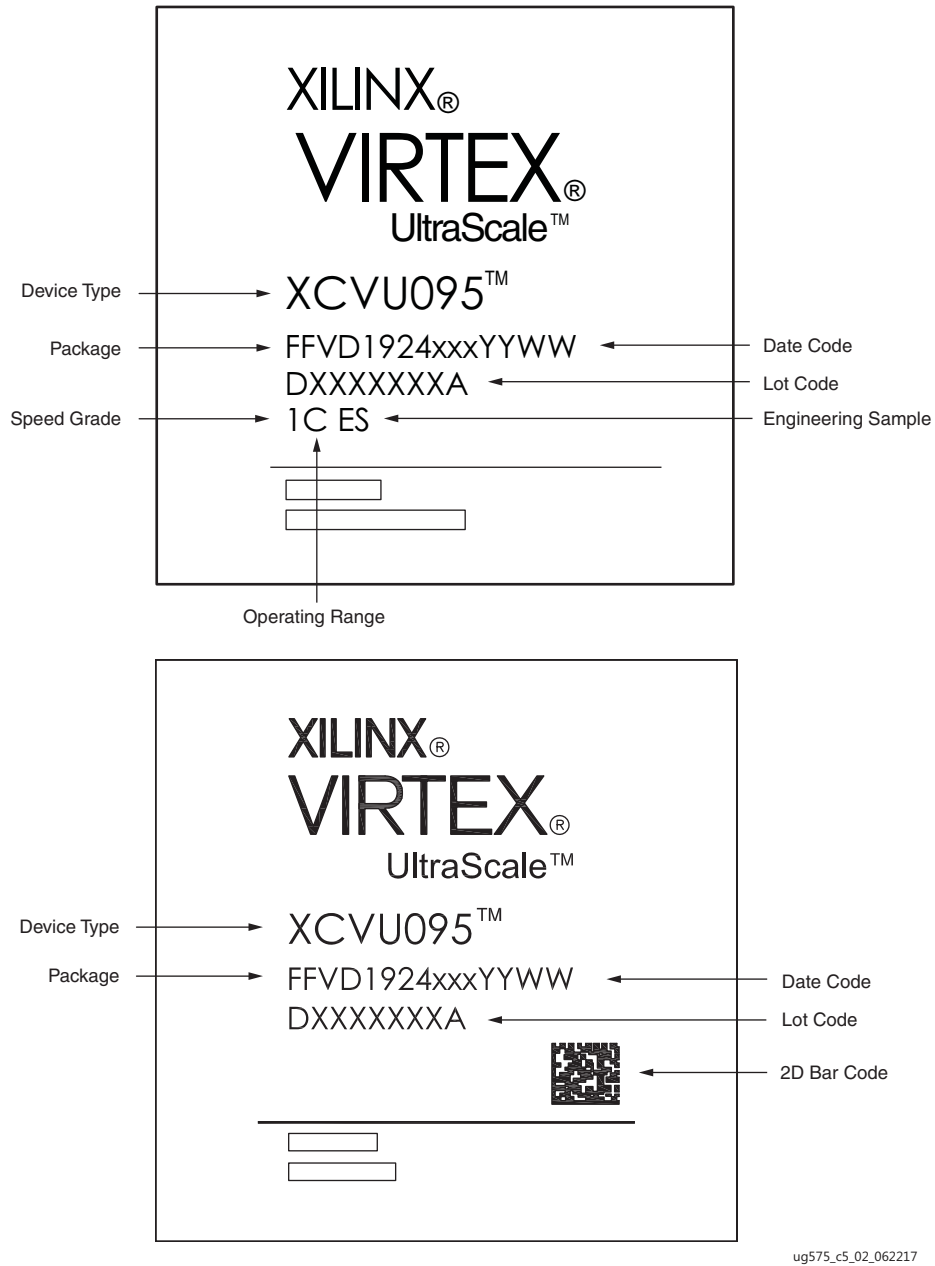 XILINX®
VIRTEX®
UltraScale™
Device Type XCVU095™
Package FFVD1924xxxYYWW Date Code
DXXXXXXXA Lot Code
Speed Grade 1C ES Engineering Sample
Operating Range
XILINX®
VIRTEX®
UltraScale™
Device Type XCVU095™
Package FFVD1924xxxYYWW Date Code
DXXXXXXXA Lot Code
2D Bar Code
ug575_c5_02_062217